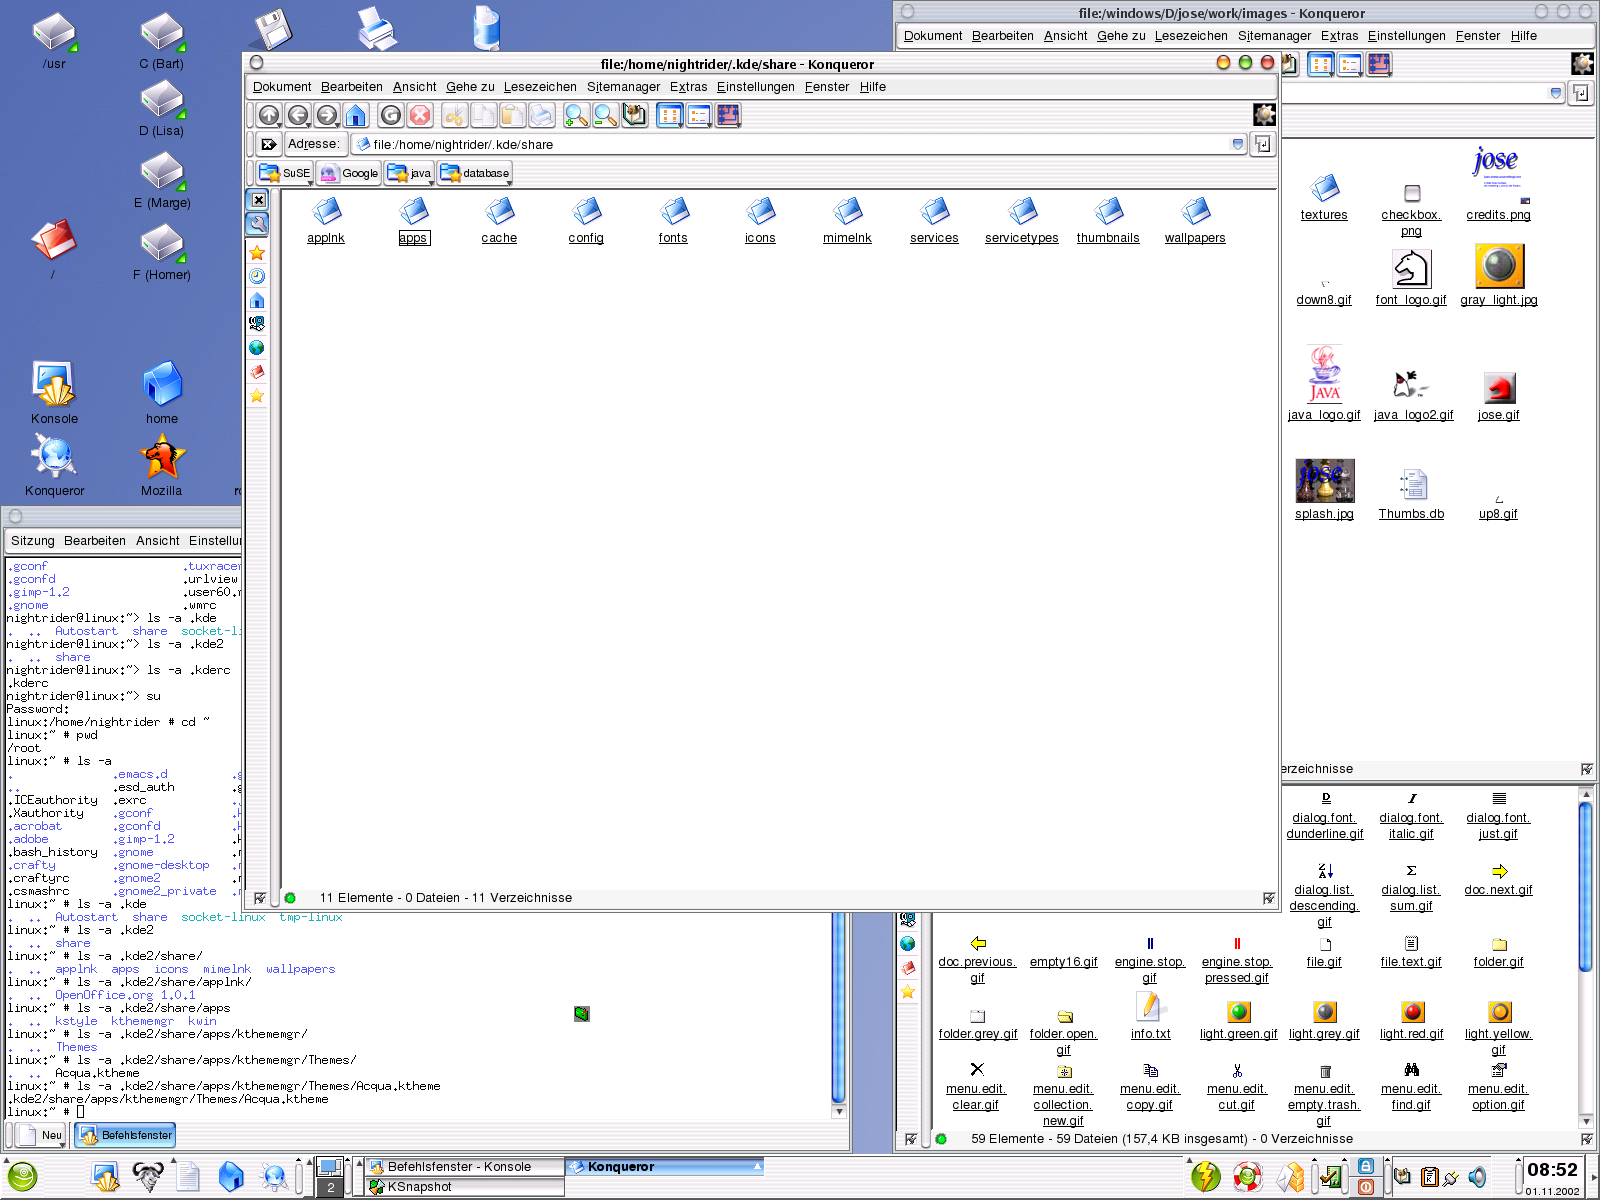 /usr
C (Bart)
D (Lisa)
E (Marge)
/
F (Homer)
Konsole
home
Konqueror
Mozilla
file:/windows/D/jose/work/images - Konqueror
Dokument Bearbeiten Ansicht Gehe zu Lesezeichen Sitemanager Extras Einstellungen Fenster Hilfe
textures
checkbox.
png
jose
credits.png
down8.gif
font_logo.gif
gray_light.jpg
JAVA
java_logo.gif
java_logo2.gif
jose.gif
jose
splash.jpg
Thumbs.db
up8.gif
erzeichnisse
file:/home/nightrider/.kde/share - Konqueror
Dokument Bearbeiten Ansicht Gehe zu Lesezeichen Sitemanager Extras Einstellungen Fenster Hilfe
Adresse: file:/home/nightrider/.kde/share
SuSE Google java database
applnk apps cache config fonts icons mimelnk services servicetypes thumbnails wallpapers
11 Elemente - 0 Dateien - 11 Verzeichnisse
Sitzung Bearbeiten Ansicht Einstellun
.gconf .tuxracer
.gconfd .urlview
.gimp-1.2 .user60.r
.gnome .wmrc
nightrider@linux:~> ls -a .kde
. .. Autostart share socket-li
nightrider@linux:~> ls -a .kde2
. .. share
nightrider@linux:~> ls -a .kderc
.kderc
nightrider@linux:~> su
Password:
linux:/home/nightrider # cd ~
linux:~ # pwd
/root
linux:~ # ls -a
. .emacs.d .g
.. .esd_auth .g
.ICEauthority .exrc .j
.Xauthority .gconf
.acrobat .gconfd
.adobe .gimp-1.2
.bash_history .gnome
.crafty .gnome-desktop
.craftyrc .gnome2
.csmashrc .gnome2_private
linux:~ # ls -a .kde
. .. Autostart share socket-linux tmp-linux
linux:~ # ls -a .kde2
. .. share
linux:~ # ls -a .kde2/share/
. .. applnk apps icons mimelnk wallpapers
linux:~ # ls -a .kde2/share/applnk/
. .. OpenOffice.org 1.0.1
linux:~ # ls -a .kde2/share/apps
. .. kstyle kthememgr kwin
linux:~ # ls -a .kde2/share/apps/kthememgr/
. .. Themes
linux:~ # ls -a .kde2/share/apps/kthememgr/Themes/
. .. Acqua.ktheme
linux:~ # ls -a .kde2/share/apps/kthememgr/Themes/Acqua.ktheme
.kde2/share/apps/kthememgr/Themes/Acqua.ktheme
linux:~ #
Neu Befehlsfenster
dialog.font.
dunderline.gif
dialog.font.
italic.gif
dialog.font.
just.gif
dialog.list.
descending.
gif
dialog.list.
sum.gif
doc.next.gif
doc.previous.
gif
empty16.gif
engine.stop.
gif
engine.stop.
pressed.gif
file.gif
file.text.gif
folder.gif
folder.grey.gif
folder.open.
gif
info.txt
light.green.gif
light.grey.gif
light.red.gif
light.yellow.
gif
menu.edit.
clear.gif
menu.edit.
collection.
new.gif
menu.edit.
copy.gif
menu.edit.
cut.gif
menu.edit.
empty.trash.
gif
menu.edit.
find.gif
menu.edit.
option.gif
59 Elemente - 59 Dateien (157,4 KB insgesamt) - 0 Verzeichnisse
2
Befehlsfenster - Konsole
Konqueror
KSnapshot
08:52
01.11.2002